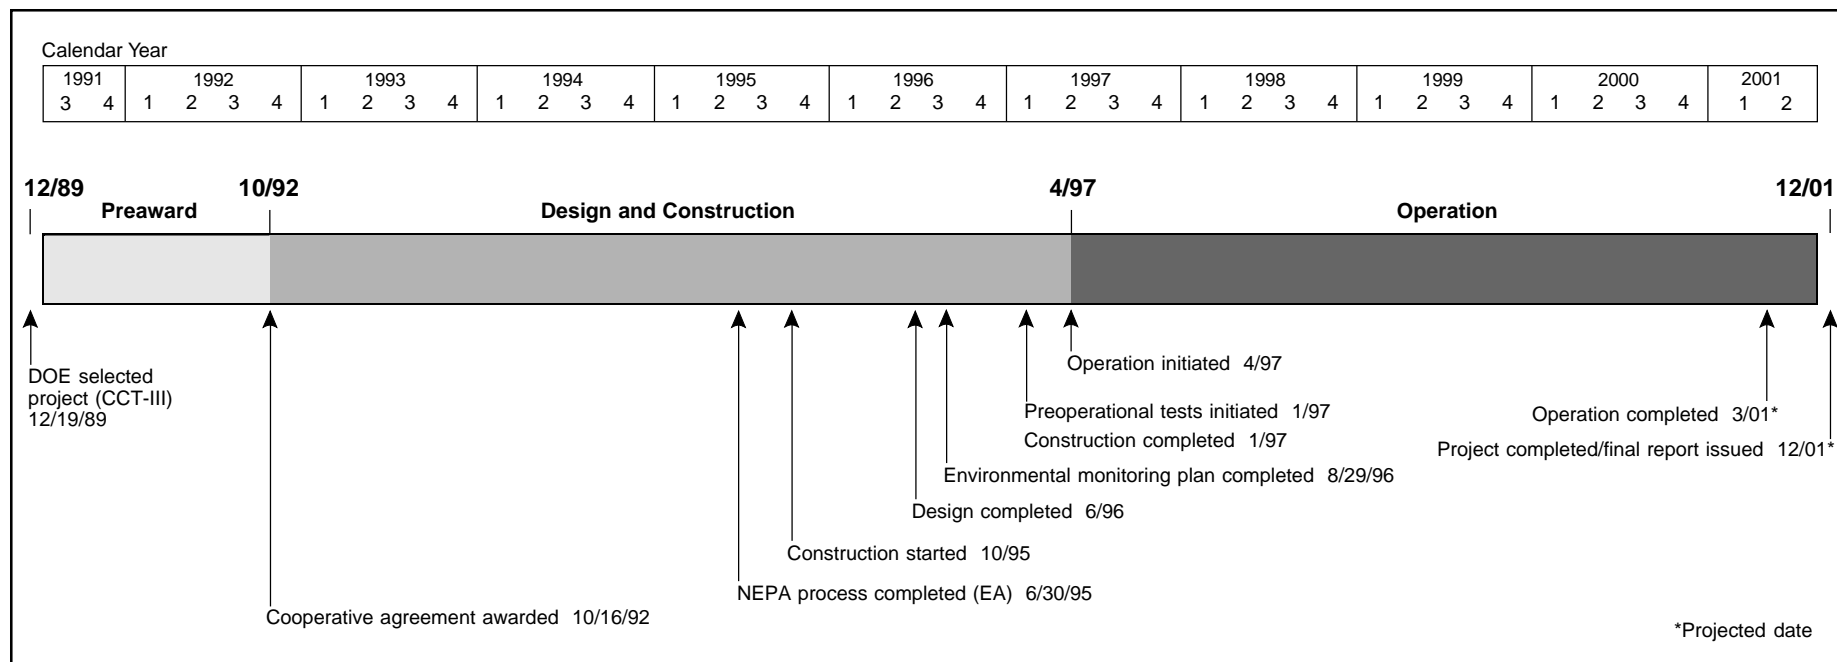 Calendar Year
1991 1992 1993 1994 1995 1996 1997 1998 1999 2000 2001
3 4 1 2 3 4 1 2 3 4 1 2 3 4 1 2 3 4 1 2 3 4 1 2 3 4 1 2 3 4 1 2 3 4 1 2 3 4 1 2
12/89 10/92 4/97 12/01
Preaward Design and Construction Operation
Operation initiated 4/97
DOE selected
project (CCT-III)
12/19/89
Preoperational tests initiated 1/97
Construction completed 1/97
Operation completed 3/01*
Project completed/final report issued 12/01*
Environmental monitoring plan completed 8/29/96
Design completed 6/96
Construction started 10/95
NEPA process completed (EA) 6/30/95
Cooperative agreement awarded 10/16/92
*Projected date